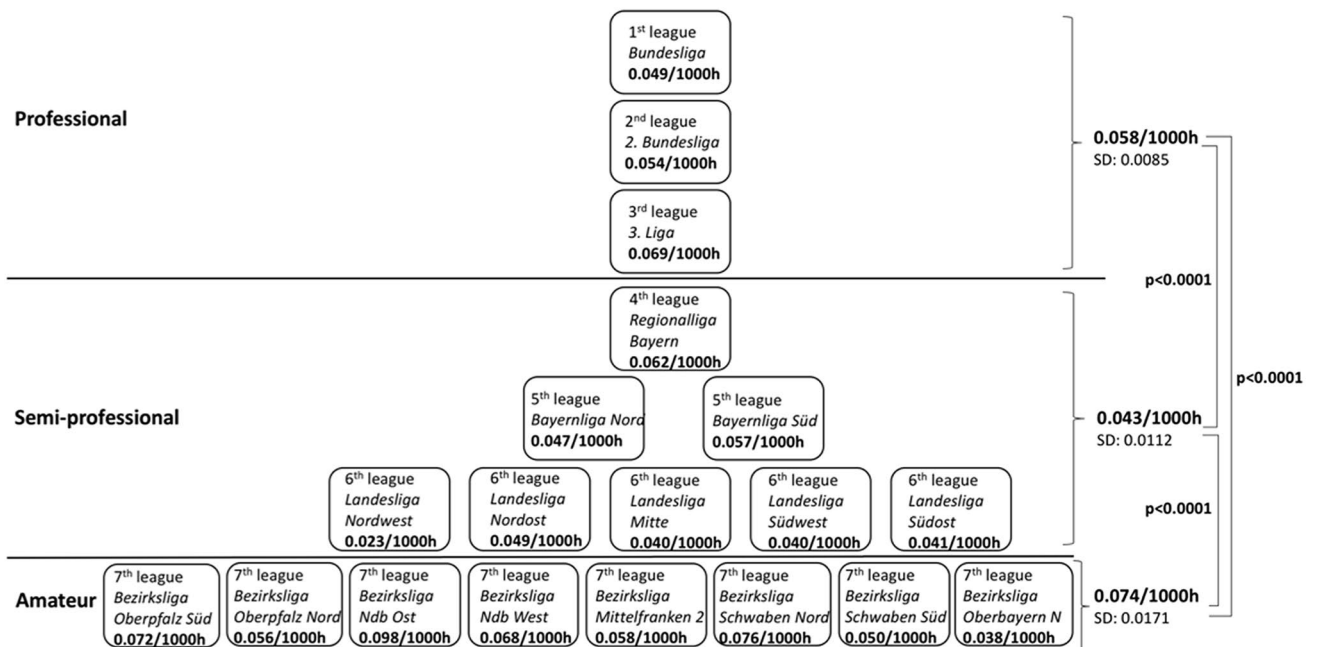 1st league
Bundesliga
0.049/1000h
Professional
2nd league
2. Bundesliga
0.054/1000h
0.058/1000h
SD: 0.0085
3rd league
3. Liga
0.069/1000h
p<0.0001
4th league
Regionalliga
Bayern
0.062/1000h
p<0.0001
Semi-professional
5th league
Bayernliga Nord
0.047/1000h
5th league
Bayernliga Süd
0.057/1000h
0.043/1000h
SD: 0.0112
6th league
Landesliga
Nordwest
0.023/1000h
6th league
Landesliga
Nordost
0.049/1000h
6th league
Landesliga
Mitte
0.040/1000h
6th league
Landesliga
Südwest
0.040/1000h
6th league
Landesliga
Südost
0.041/1000h
p<0.0001
Amateur
7th league
Bezirksliga
Oberpfalz Süd
0.072/1000h
7th league
Bezirksliga
Oberpfalz Nord
0.056/1000h
7th league
Bezirksliga
Ndb Ost
0.098/1000h
7th league
Bezirksliga
Ndb West
0.068/1000h
7th league
Bezirksliga
Mittelfranken 2
0.058/1000h
7th league
Bezirksliga
Schwaben Nord
0.076/1000h
7th league
Bezirksliga
Schwaben Süd
0.050/1000h
7th league
Bezirksliga
Oberbayern N
0.038/1000h
0.074/1000h
SD: 0.0171